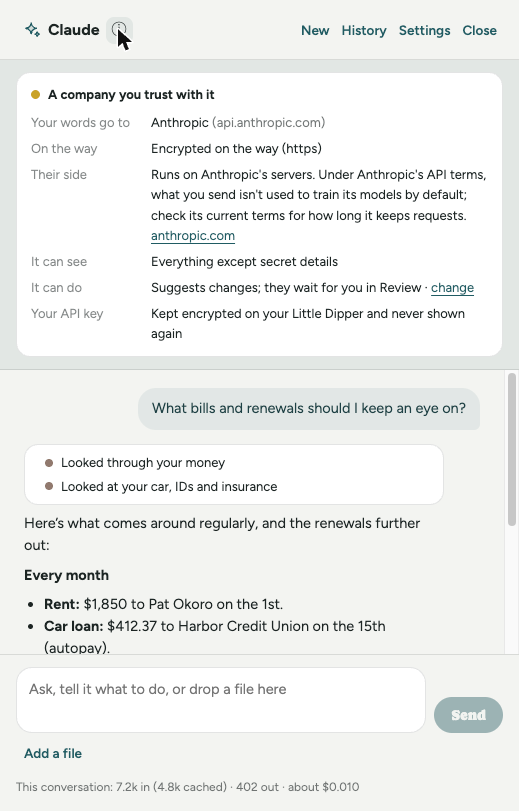 Claude
New History Settings Close
A company you trust with it
Your words go to Anthropic (api.anthropic.com)
On the way Encrypted on the way (https)
Their side Runs on Anthropic's servers. Under Anthropic's API terms,
what you send isn't used to train its models by default;
check its current terms for how long it keeps requests.
anthropic.com
It can see Everything except secret details
It can do Suggests changes; they wait for you in Review · change
Your API key Kept encrypted on your Little Dipper and never shown
again
What bills and renewals should I keep an eye on?
Looked through your money
Looked at your car, IDs and insurance
Here's what comes around regularly, and the renewals further
out:
Every month
• Rent: $1,850 to Pat Okoro on the 1st.
• Car loan: $412.37 to Harbor Credit Union on the 15th
(autopay).
Ask, tell it what to do, or drop a file here
Send
Add a file
This conversation: 7.2k in (4.8k cached) · 402 out · about $0.010